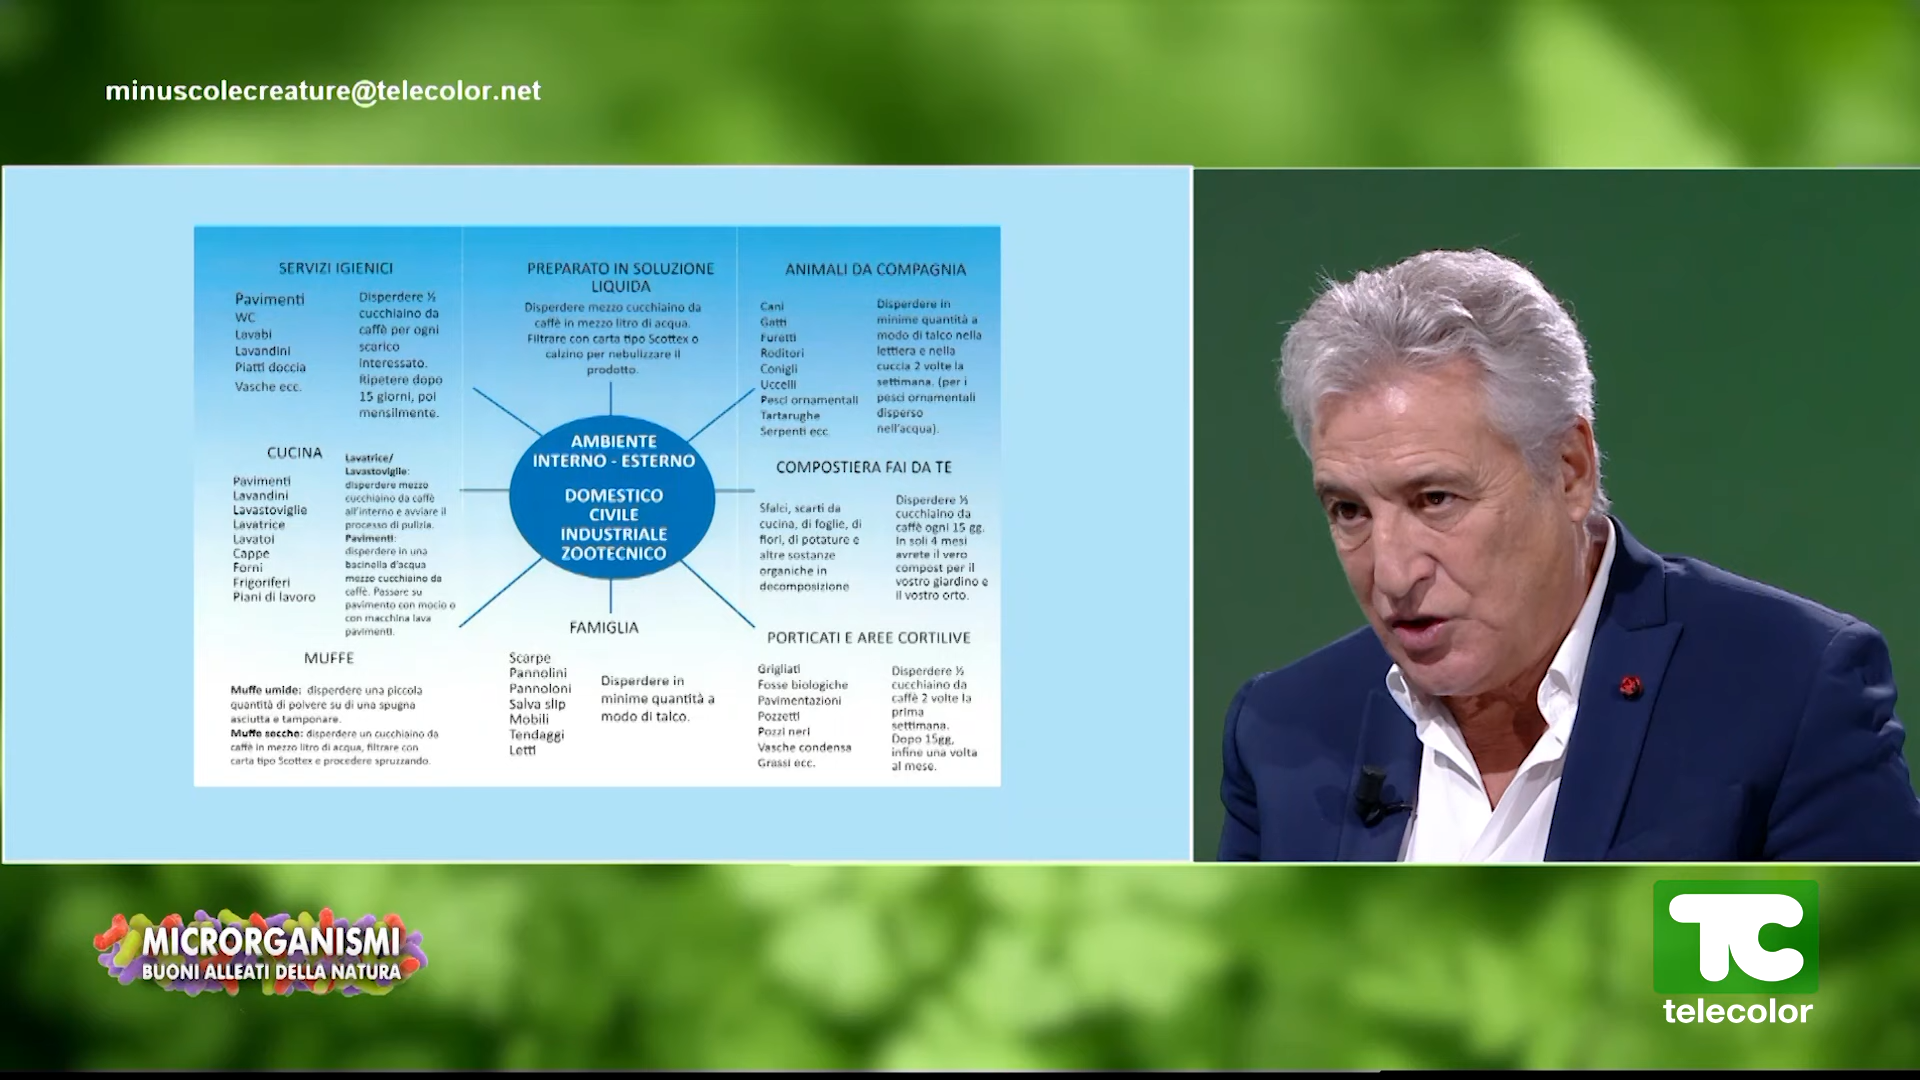 minuscolecreature@telecolor.net
SERVIZI IGIENICI
Pavimenti
WC
Lavabi
Lavandini
Piatti doccia
Vasche ecc.
Disperdere ½
cucchiaino da
caffè per ogni
scarico
interessato.
Ripetere dopo
15 giorni, poi
mensilmente.
PREPARATO IN SOLUZIONE
LIQUIDA
Disperdere mezzo cucchiaino da
caffè in mezzo litro di acqua.
Filtrare con carta tipo Scottex o
calzino per nebulizzare il
prodotto.
ANIMALI DA COMPAGNIA
Cani
Gatti
Furetti
Roditori
Conigli
Uccelli
Pesci ornamentali
Tartarughe
Serpenti ecc
Disperdere in
minime quantità a
modo di talco nella
lettiera e nella
cuccia 2 volte la
settimana. (per i
pesci ornamentali
disperso
nell'acqua).
CUCINA
Pavimenti
Lavandini
Lavastoviglie
Lavatrice
Lavatoi
Cappe
Forni
Frigoriferi
Piani di lavoro
Lavatrice/
Lavastoviglie:
disperdere mezzo
cucchiaino da caffè
all'interno e avviare il
processo di pulizia.
Pavimenti:
disperdere in una
bacinella d'acqua
mezzo cucchiaino da
caffè. Passare su
pavimento con mocio o
con macchina lava
pavimenti.
AMBIENTE
INTERNO - ESTERNO
DOMESTICO
CIVILE
INDUSTRIALE
ZOOTECNICO
COMPOSTIERA FAI DA TE
Sfalci, scarti da
cucina, di foglie, di
fiori, di potature e
altre sostanze
organiche in
decomposizione
Disperdere ½
cucchiaino da
caffè ogni 15 gg.
In soli 4 mesi
avrete il vero
compost per il
vostro giardino e
il vostro orto.
MUFFE
Muffe umide: disperdere una piccola
quantità di polvere su di una spugna
asciutta e tamponare.
Muffe secche: disperdere un cucchiaino da
caffè in mezzo litro di acqua, filtrare con
carta tipo Scottex e procedere spruzzando.
FAMIGLIA
Scarpe
Pannolini
Pannoloni
Salva slip
Mobili
Tendaggi
Letti
Disperdere in
minime quantità a
modo di talco.
PORTICATI E AREE CORTILIVE
Grigliati
Fosse biologiche
Pavimentazioni
Pozzetti
Pozzi neri
Vasche condensa
Grassi ecc.
Disperdere ½
cucchiaino da
caffè 2 volte la
prima
settimana.
Dopo 15gg,
infine una volta
al mese.
MICRORGANISMI
BUONI ALLEATI DELLA NATURA
TC
telecolor